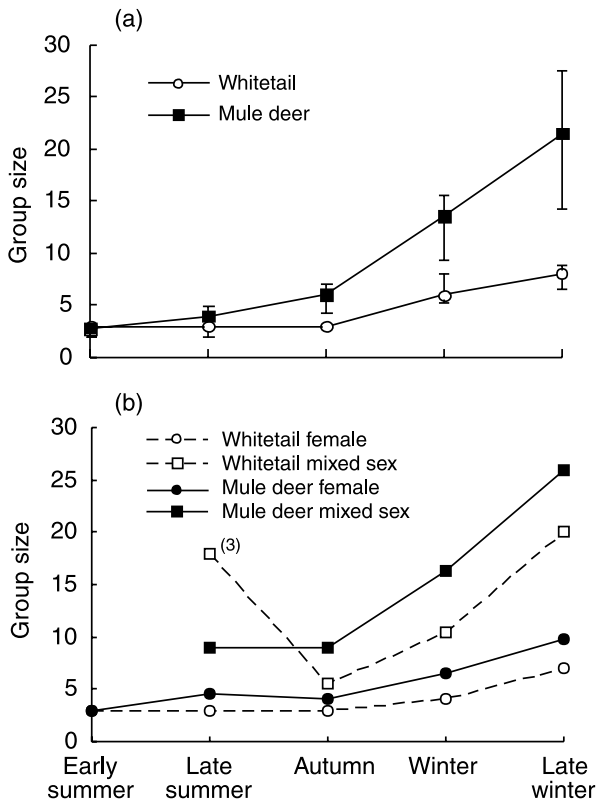 (a)
30
25
20
15
10
5
0
Group size
Whitetail
Mule deer
(b)
30
25
20
15
10
5
0
Group size
Whitetail female
Whitetail mixed sex
Mule deer female
Mule deer mixed sex
(3)
Early
summer
Late
summer
Autumn
Winter
Late
winter